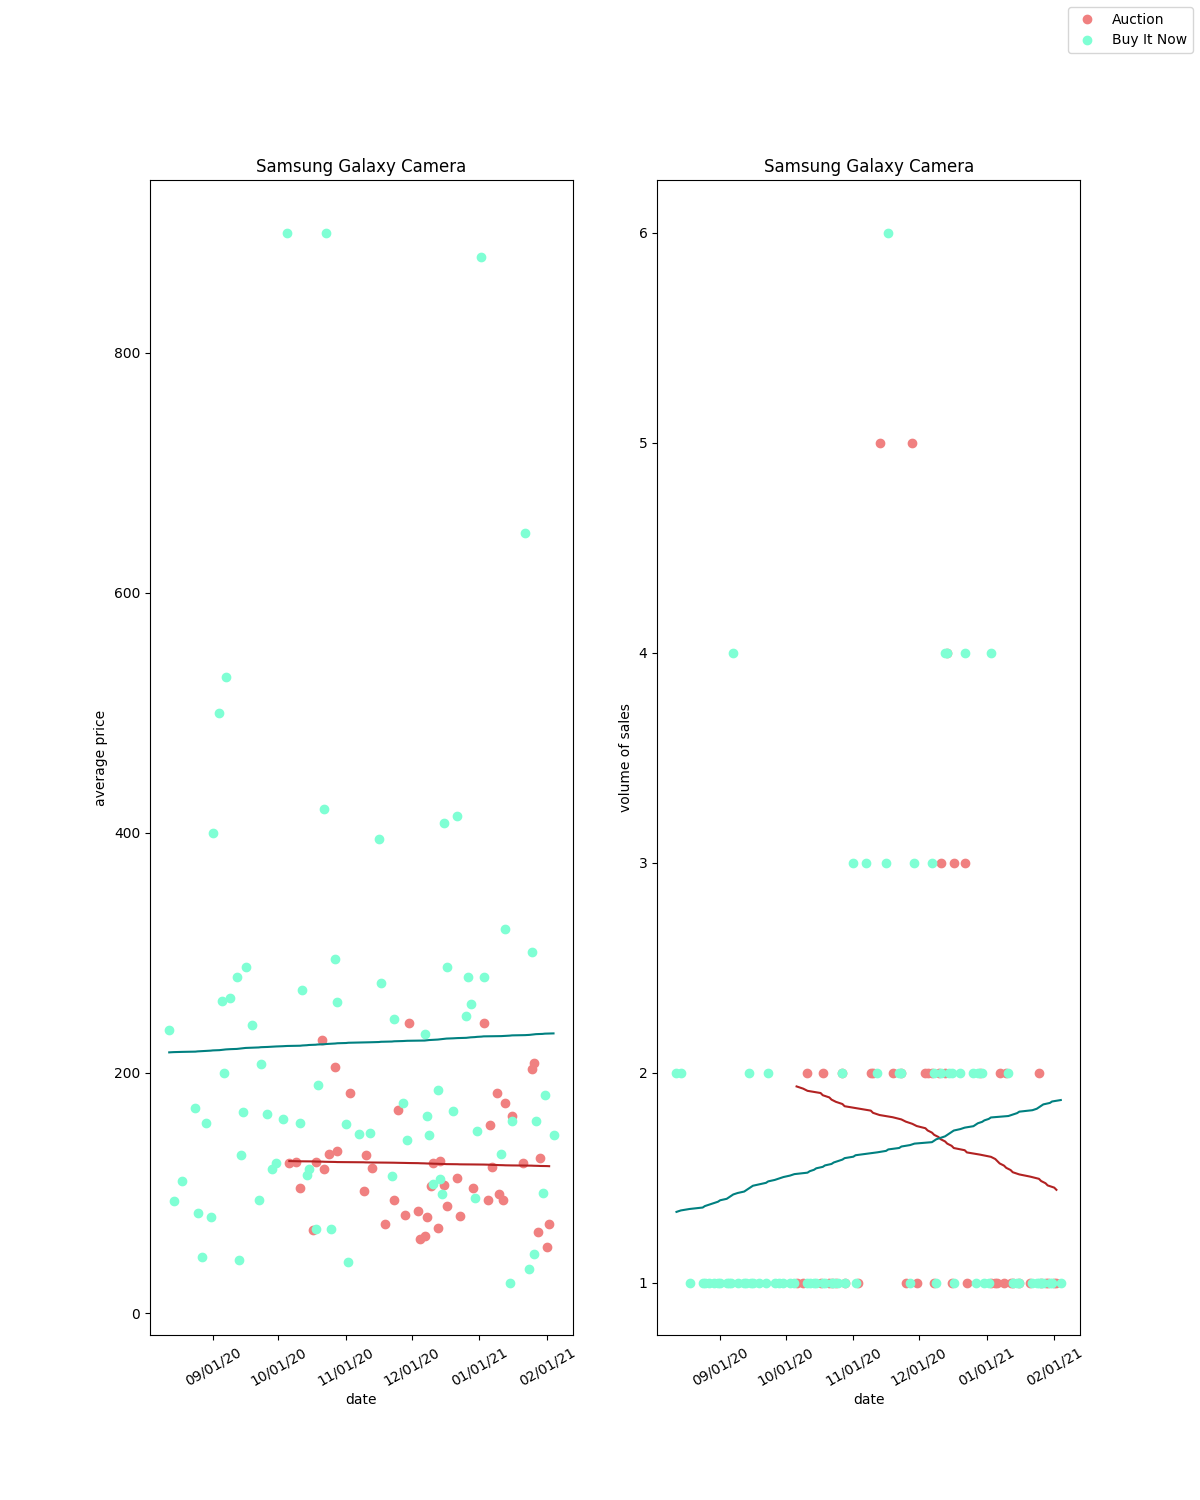 Auction
Buy It Now
Samsung Galaxy Camera
average price
800
600
400
200
0
09/01/20
10/01/20
11/01/20
12/01/20
01/01/21
02/01/21
date
Samsung Galaxy Camera
volume of sales
6
5
4
3
2
1
09/01/20
10/01/20
11/01/20
12/01/20
01/01/21
02/01/21
date